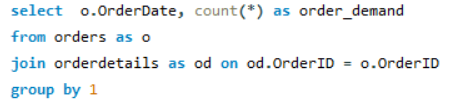 select  o.OrderDate, count(*) as order_demand
from orders as o
join orderdetails as od on od.OrderID = o.OrderID
group by 1